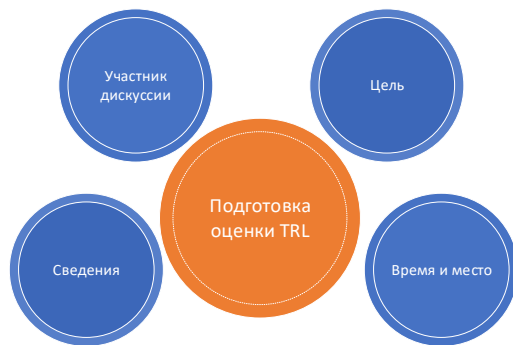 Участник
дискуссии
Цель
Подготовка
оценки TRL
Сведения
Время и место